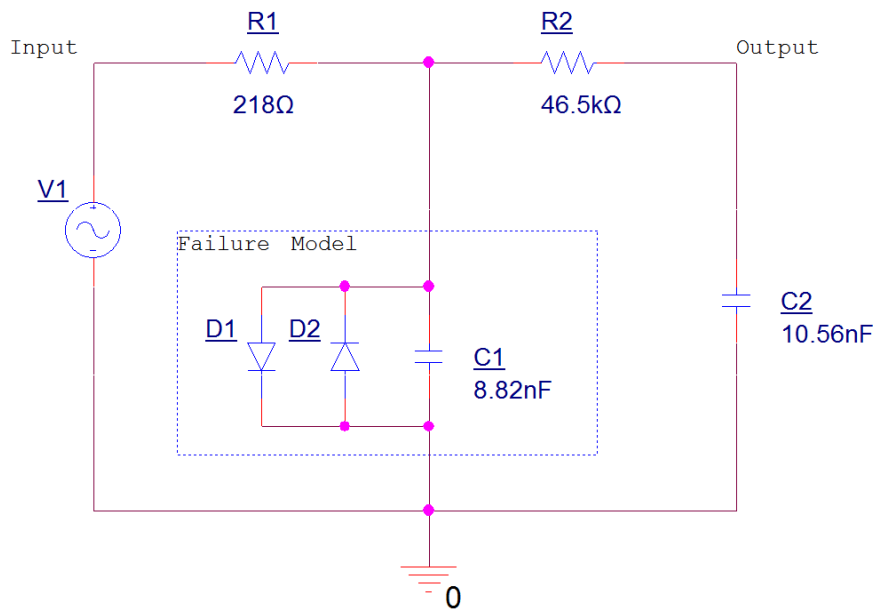 R1
R2
Input
Output
218Ω
46.5kΩ
V1
Failure Model
D1
D2
C1
8.82nF
C2
10.56nF
0